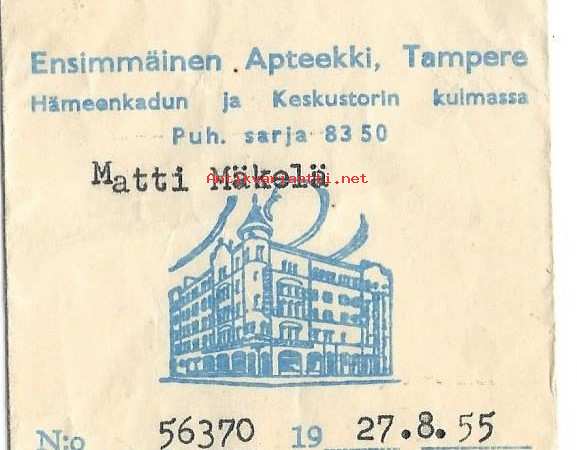 Ensimmäinen Apteekki, Tampere
Hämeenkadun ja Keskustorin kulmassa
Puh. sarja 83 50
Matti Mäkelä
Antikvariaatti.net
N:o 56370 19 27.8.55